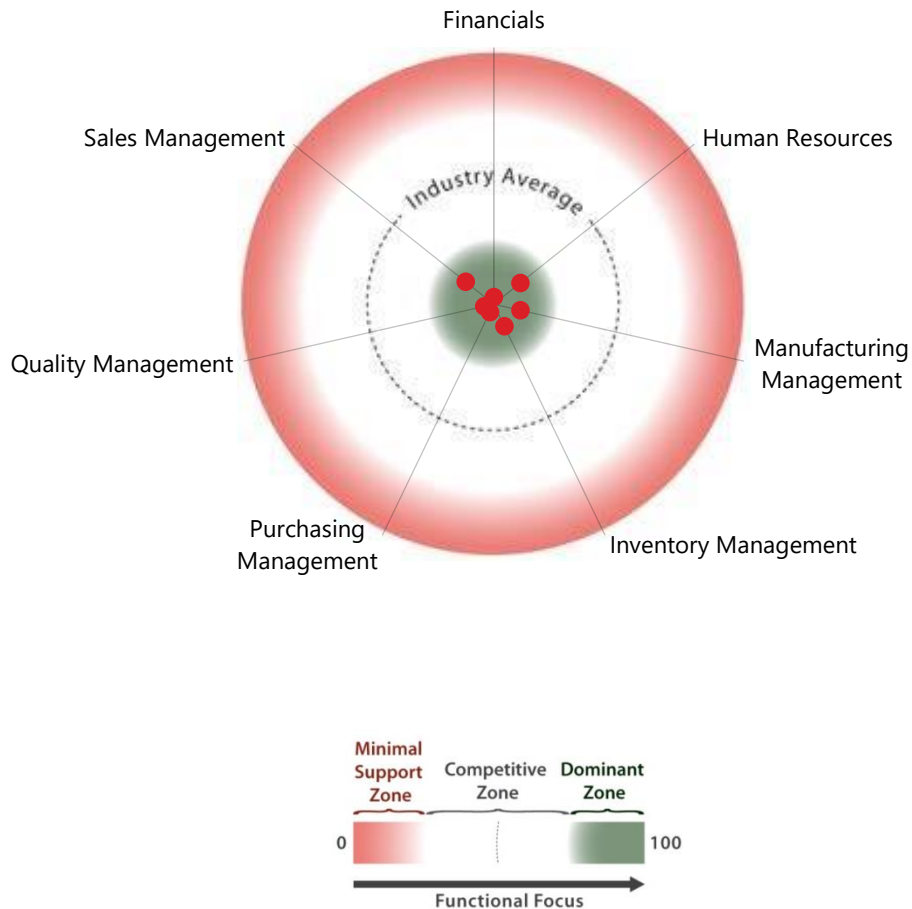 Financials
Sales Management
Human Resources
Industry Average
Quality Management
Manufacturing
Management
Purchasing
Management
Inventory Management
Minimal
Support
Zone
Competitive
Zone
Dominant
Zone
0
100
Functional Focus